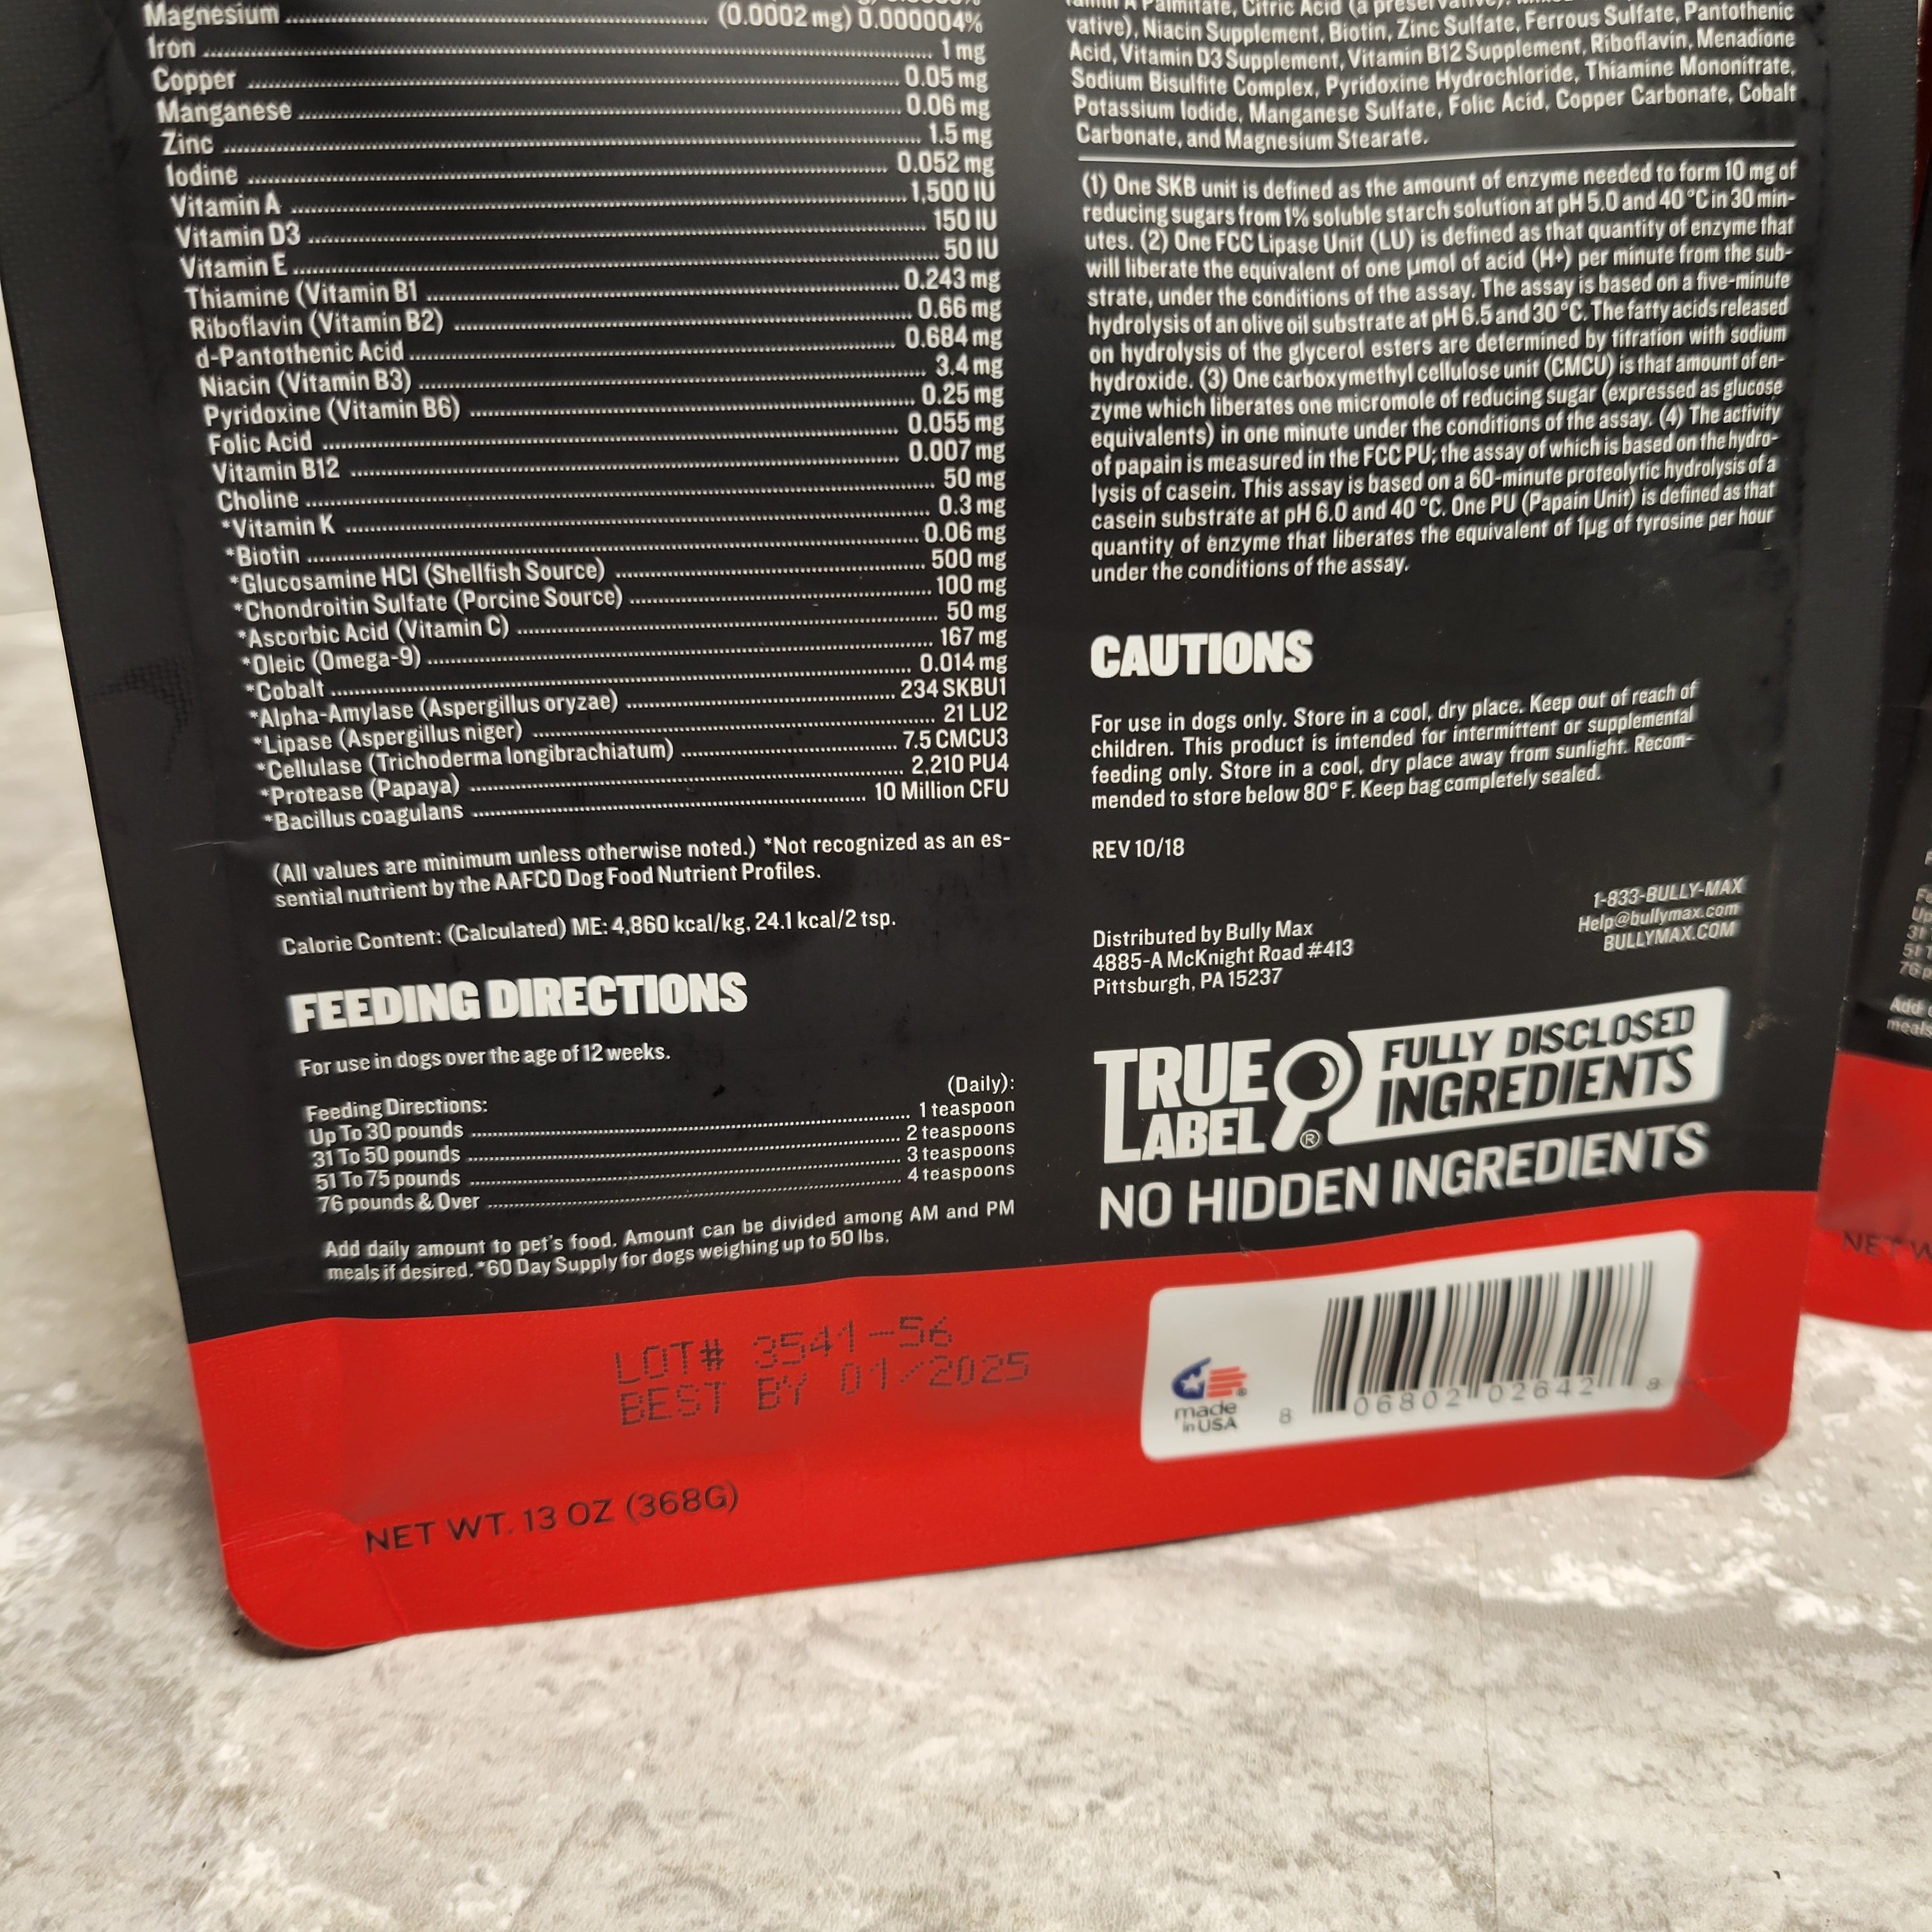 Magnesium ........ (0.0002 mg) 0.000004%
Iron ........ 1 mg
Copper ........ 0.05 mg
Manganese ........ 0.06 mg
Zinc ........ 1.5 mg
Iodine ........ 0.052 mg
Vitamin A ........ 1,500 IU
Vitamin D3 ........ 150 IU
Vitamin E ........ 50 IU
Thiamine (Vitamin B1 ........ 0.243 mg
Riboflavin (Vitamin B2) ........ 0.66 mg
d-Pantothenic Acid ........ 0.684 mg
Niacin (Vitamin B3) ........ 3.4 mg
Pyridoxine (Vitamin B6) ........ 0.25 mg
Folic Acid ........ 0.055 mg
Vitamin B12 ........ 0.007 mg
Choline ........ 50 mg
*Vitamin K ........ 0.3 mg
*Biotin ........ 0.06 mg
*Glucosamine HCl (Shellfish Source) ........ 500 mg
*Chondroitin Sulfate (Porcine Source) ........ 100 mg
*Ascorbic Acid (Vitamin C) ........ 50 mg
*Oleic (Omega-9) ........ 167 mg
*Cobalt ........ 0.014 mg
*Alpha-Amylase (Aspergillus oryzae) ........ 234 SKBU1
*Lipase (Aspergillus niger) ........ 21 LU2
*Cellulase (Trichoderma longibrachiatum) ........ 7.5 CMCU3
*Protease (Papaya) ........ 2,210 PU4
*Bacillus coagulans ........ 10 Million CFU
(All values are minimum unless otherwise noted.) *Not recognized as an es-
sential nutrient by the AAFCO Dog Food Nutrient Profiles.
Calorie Content: (Calculated) ME: 4,860 kcal/kg, 24.1 kcal/2 tsp.
FEEDING DIRECTIONS
For use in dogs over the age of 12 weeks.
Feeding Directions: (Daily):
Up To 30 pounds ........ 1 teaspoon
31 To 50 pounds ........ 2 teaspoons
51 To 75 pounds ........ 3 teaspoons
76 pounds & Over ........ 4 teaspoons
Add daily amount to pet's food. Amount can be divided among AM and PM
meals if desired. *60 Day Supply for dogs weighing up to 50 lbs.
Palmitate, Citric Acid (a
vative), Niacin Supplement, Biotin, Zinc Sulfate, Ferrous Sulfate, Pantothenic
Acid, Vitamin D3 Supplement, Vitamin B12 Supplement, Riboflavin, Menadione
Sodium Bisulfite Complex, Pyridoxine Hydrochloride, Thiamine Mononitrate,
Potassium Iodide, Manganese Sulfate, Folic Acid, Copper Carbonate, Cobalt
Carbonate, and Magnesium Stearate.
(1) One SKB unit is defined as the amount of enzyme needed to form 10 mg of
reducing sugars from 1% soluble starch solution at pH 5.0 and 40 °C in 30 min-
utes. (2) One FCC Lipase Unit (LU) is defined as that quantity of enzyme that
will liberate the equivalent of one µmol of acid (H+) per minute from the sub-
strate, under the conditions of the assay. The assay is based on a five-minute
hydrolysis of an olive oil substrate at pH 6.5 and 30 °C. The fatty acids released
on hydrolysis of the glycerol esters are determined by titration with sodium
hydroxide. (3) One carboxymethyl cellulose unit (CMCU) is that amount of en-
zyme which liberates one micromole of reducing sugar (expressed as glucose
equivalents) in one minute under the conditions of the assay. (4) The activity
of papain is measured in the FCC PU; the assay of which is based on the hydro-
lysis of casein. This assay is based on a 60-minute proteolytic hydrolysis of a
casein substrate at pH 6.0 and 40 °C. One PU (Papain Unit) is defined as that
quantity of enzyme that liberates the equivalent of 1µg of tyrosine per hour
under the conditions of the assay.
CAUTIONS
For use in dogs only. Store in a cool, dry place. Keep out of reach of
children. This product is intended for intermittent or supplemental
feeding only. Store in a cool, dry place away from sunlight. Recom-
mended to store below 80° F. Keep bag completely sealed.
REV 10/18
Distributed by Bully Max
4885-A McKnight Road #413
Pittsburgh, PA 15237
1-833-BULLY-MAX
Help@bullymax.com
BULLYMAX.COM
TRUE LABEL ®
FULLY DISCLOSED
INGREDIENTS
NO HIDDEN INGREDIENTS
LOT# 3541-56
BEST BY 01/2025
made
in USA
8 06802 02642 8
NET WT. 13 OZ (368G)
Add
meals
NET W